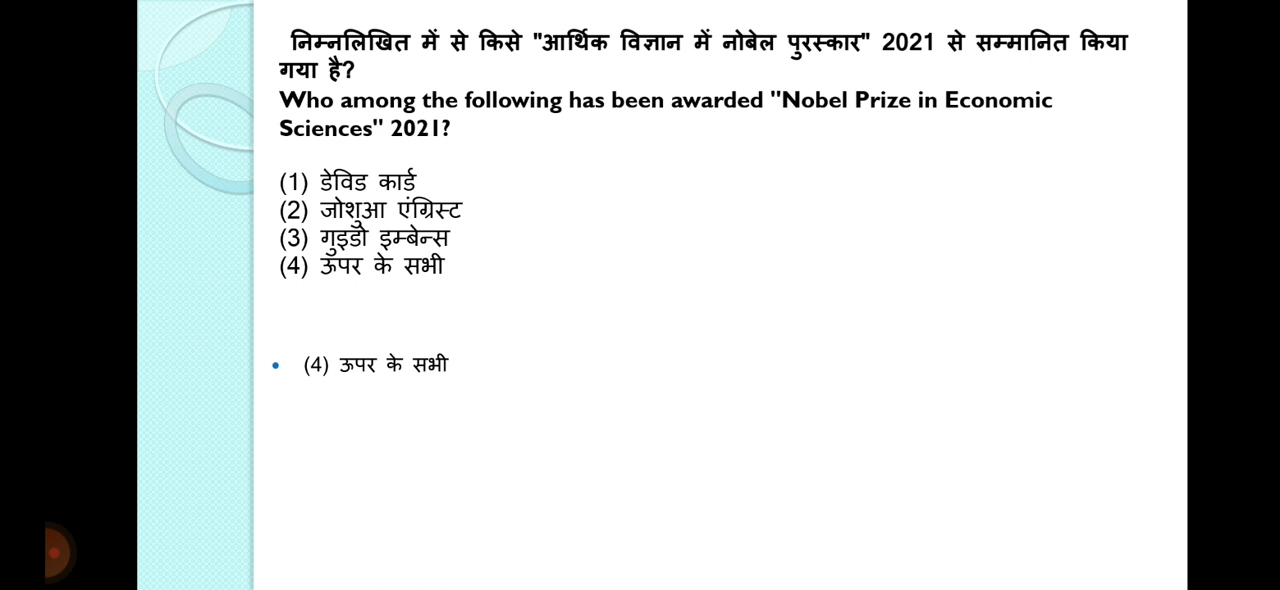 निम्नलिखित में से किसे "आर्थिक विज्ञान में नोबेल पुरस्कार" 2021 से सम्मानित किया
गया है?
Who among the following has been awarded "Nobel Prize in Economic
Sciences" 2021?
(1) डेविड कार्ड
(2) जोशुआ एंग्रिस्ट
(3) गुइडो इम्बेन्स
(4) ऊपर के सभी
• (4) ऊपर के सभी